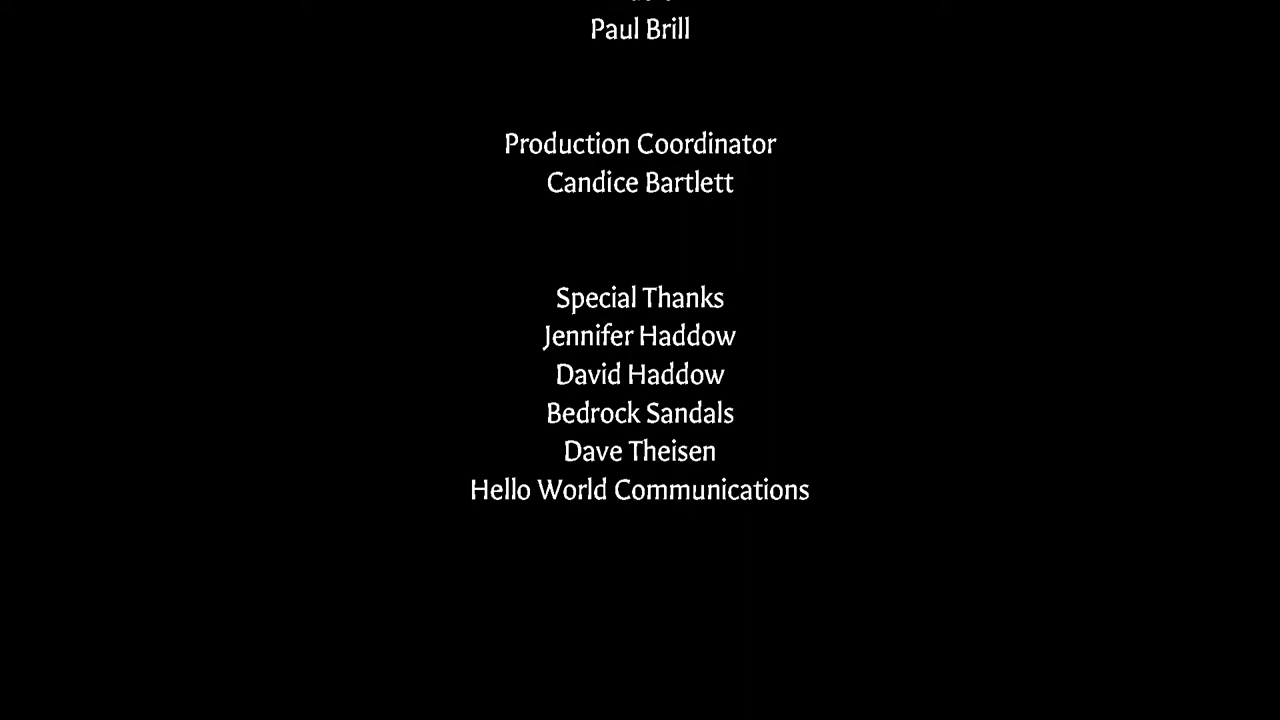 Paul Brill
Production Coordinator
Candice Bartlett
Special Thanks
Jennifer Haddow
David Haddow
Bedrock Sandals
Dave Theisen
Hello World Communications